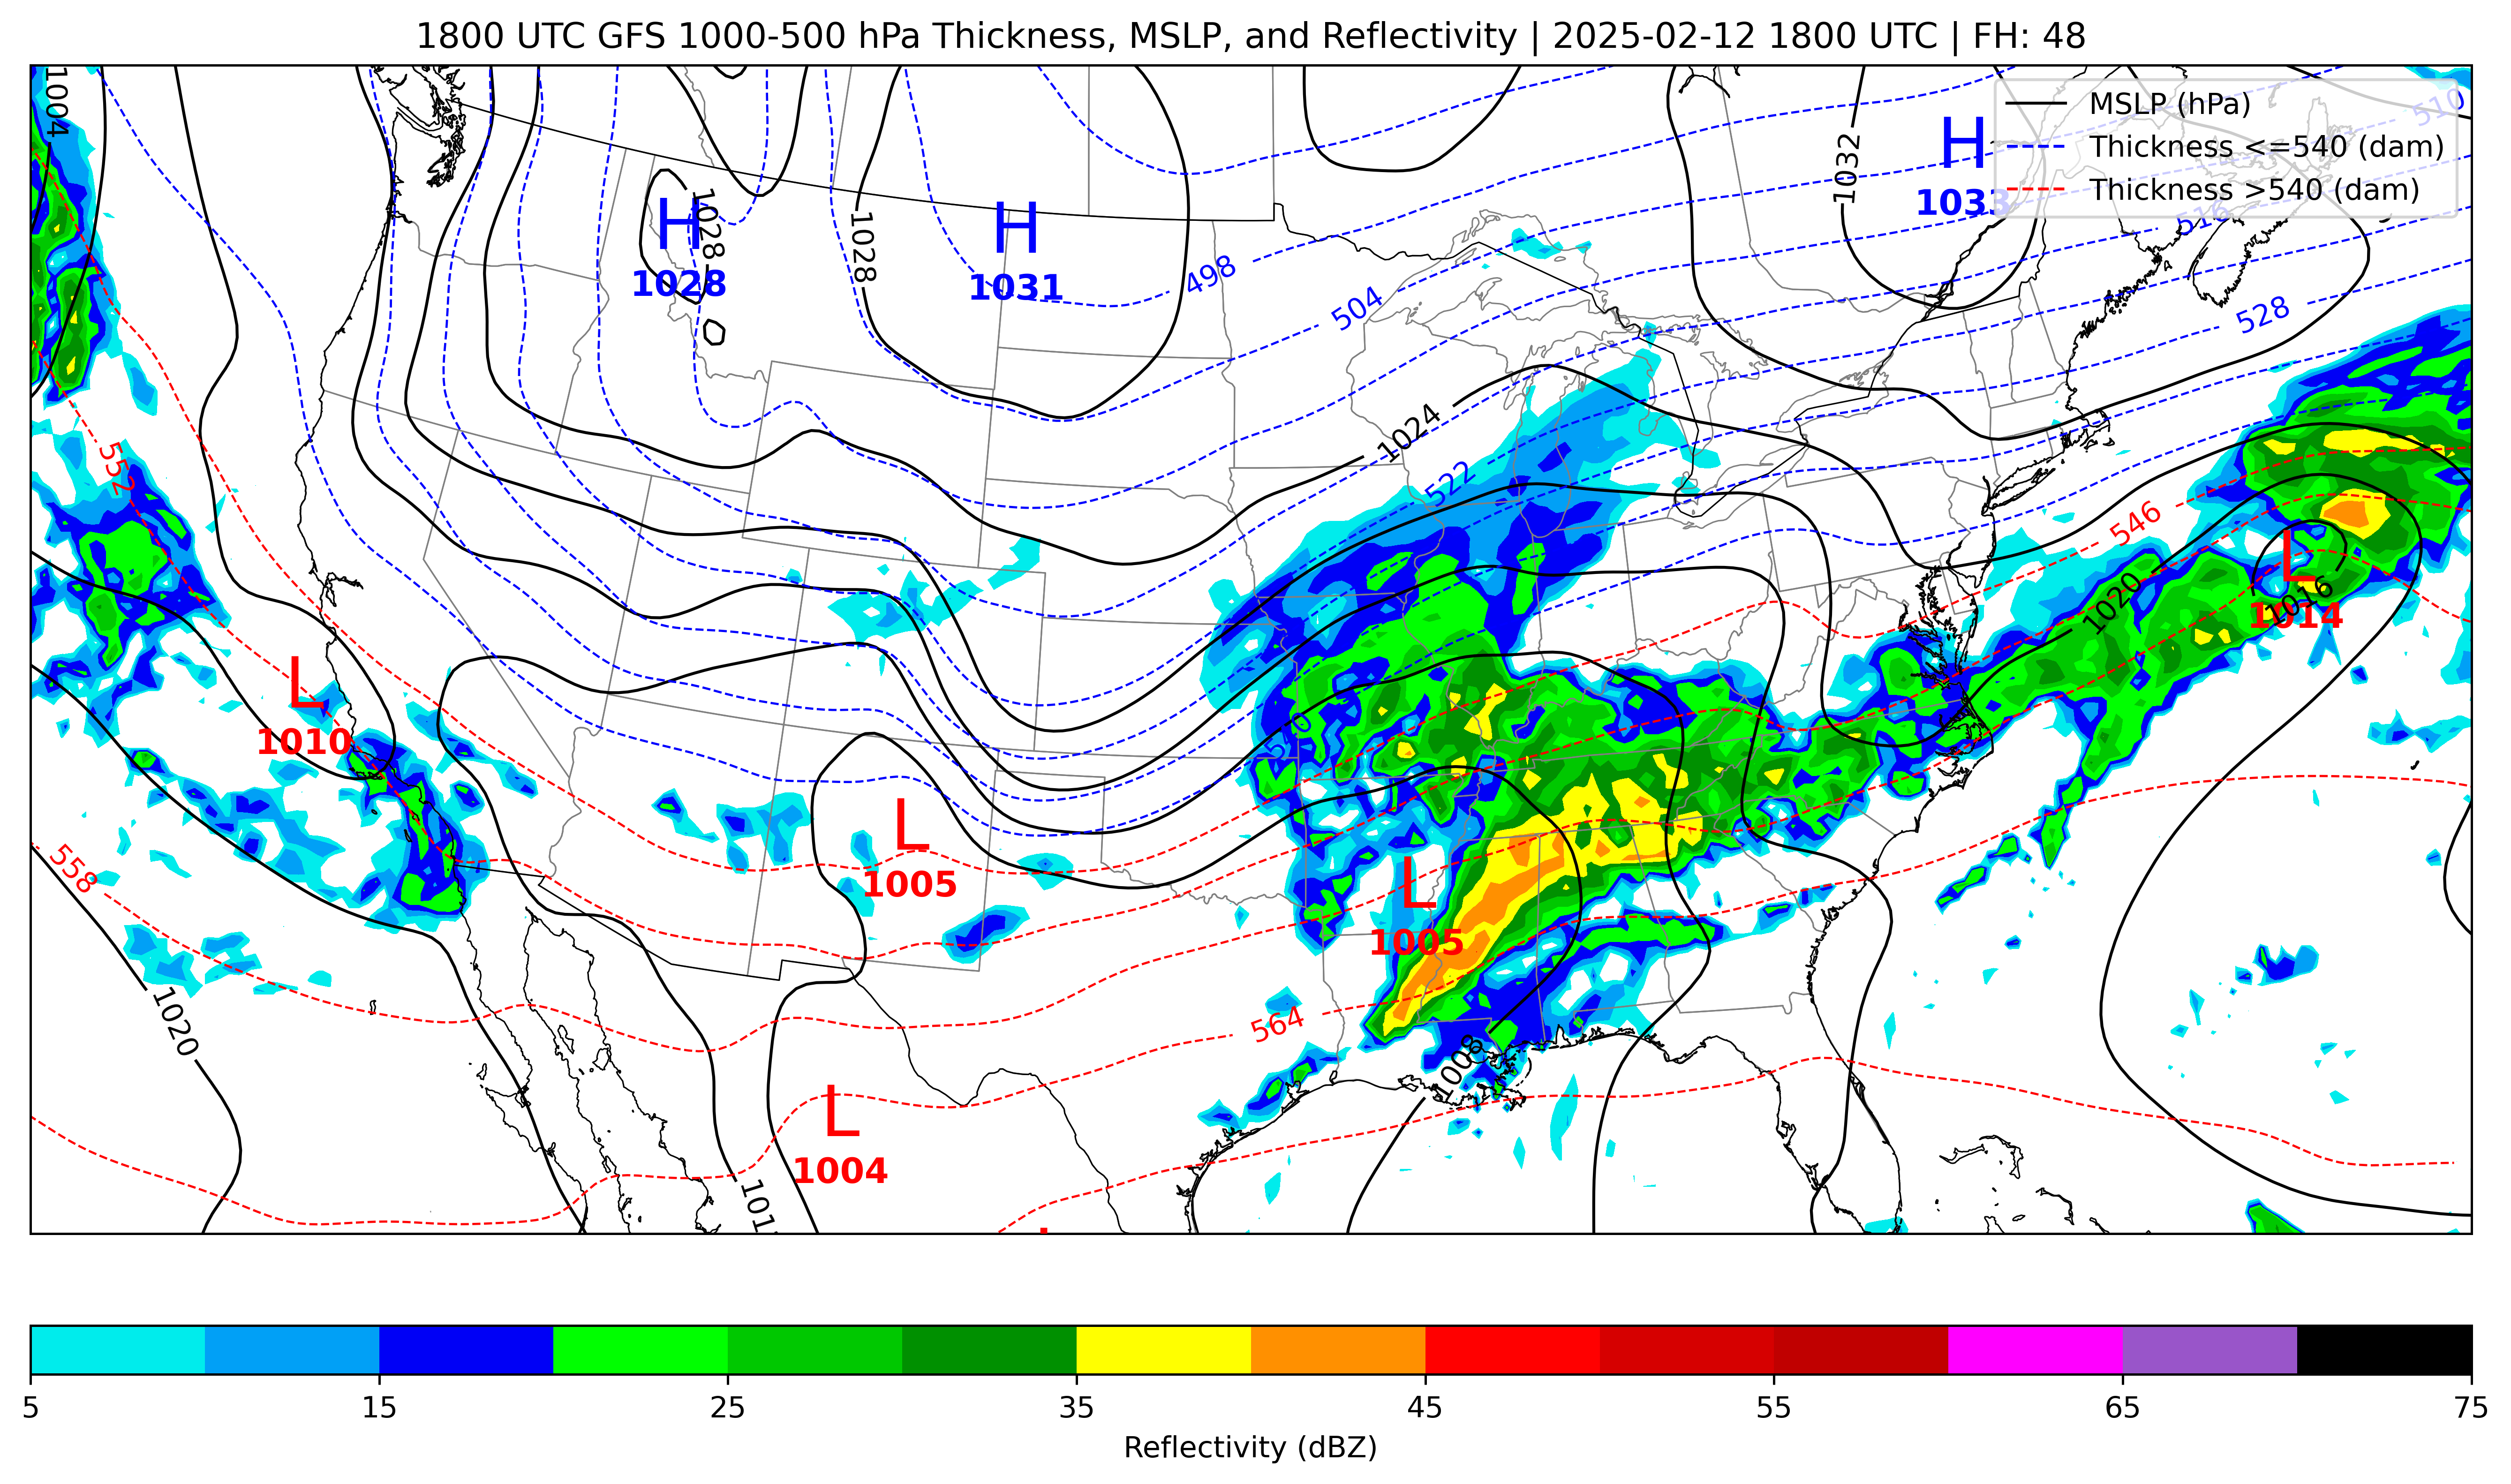 1800 UTC GFS 1000-500 hPa Thickness, MSLP, and Reflectivity | 2025-02-12 1800 UTC | FH: 48
MSLP (hPa)
Thickness <=540 (dam)
Thickness >540 (dam)
1004
510
1032
H
1033
516
H
1028
1028
H
1031
1028
498
504
528
1024
522
552
546
L
1014
1016
1020
L
1010
540
L
1005
L
1005
558
1020
564
1008
L
1004
101
5
15
25
35
45
55
65
75
Reflectivity (dBZ)